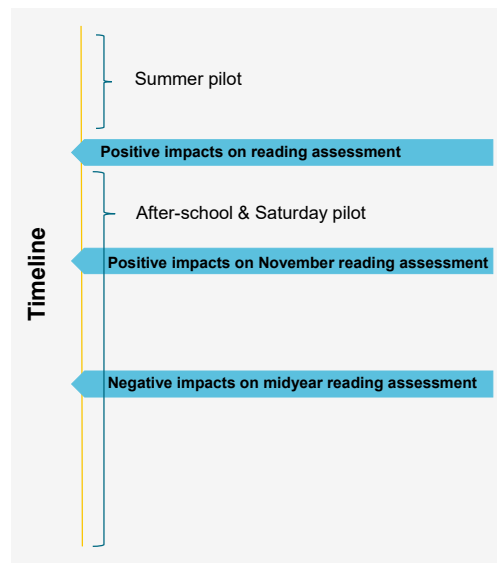 Summer pilot
Positive impacts on reading assessment
After-school & Saturday pilot
Timeline
Positive impacts on November reading assessment
Negative impacts on midyear reading assessment